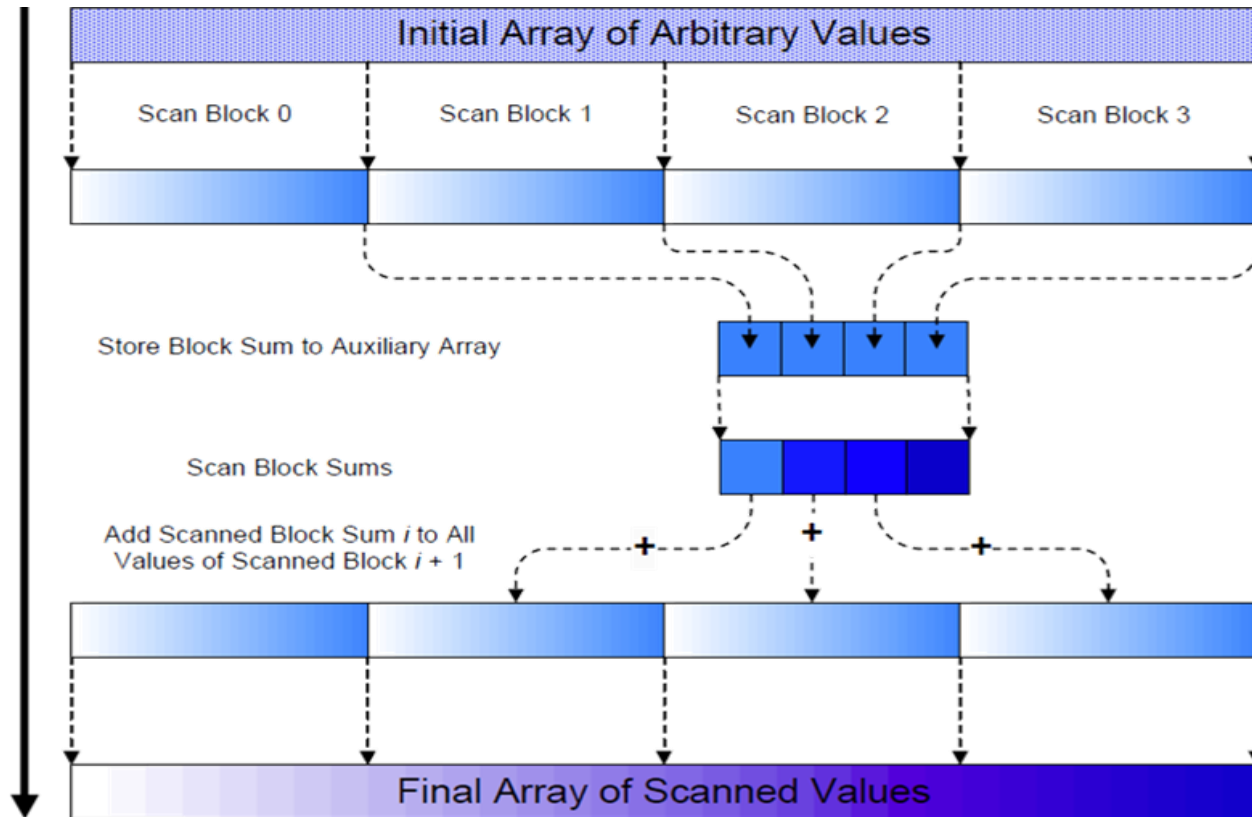 Initial Array of Arbitrary Values
Scan Block 0
Scan Block 1
Scan Block 2
Scan Block 3
Store Block Sum to Auxiliary Array
Scan Block Sums
Add Scanned Block Sum i to All
Values of Scanned Block i + 1
+
+
+
Final Array of Scanned Values